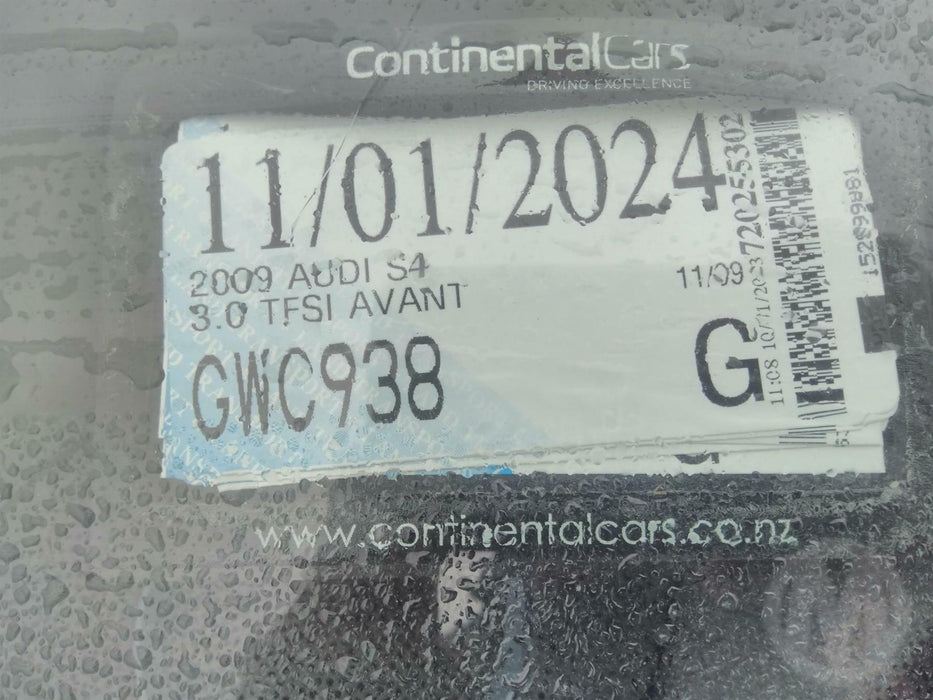 ContinentalCars
DRIVING EXCELLENCE
11/01/2024
2009 AUDI S4
3.0 TFSI AVANT
11/09
GWC938
G
11:08 10/11/2023
720255302
www.continentalcars.co.nz